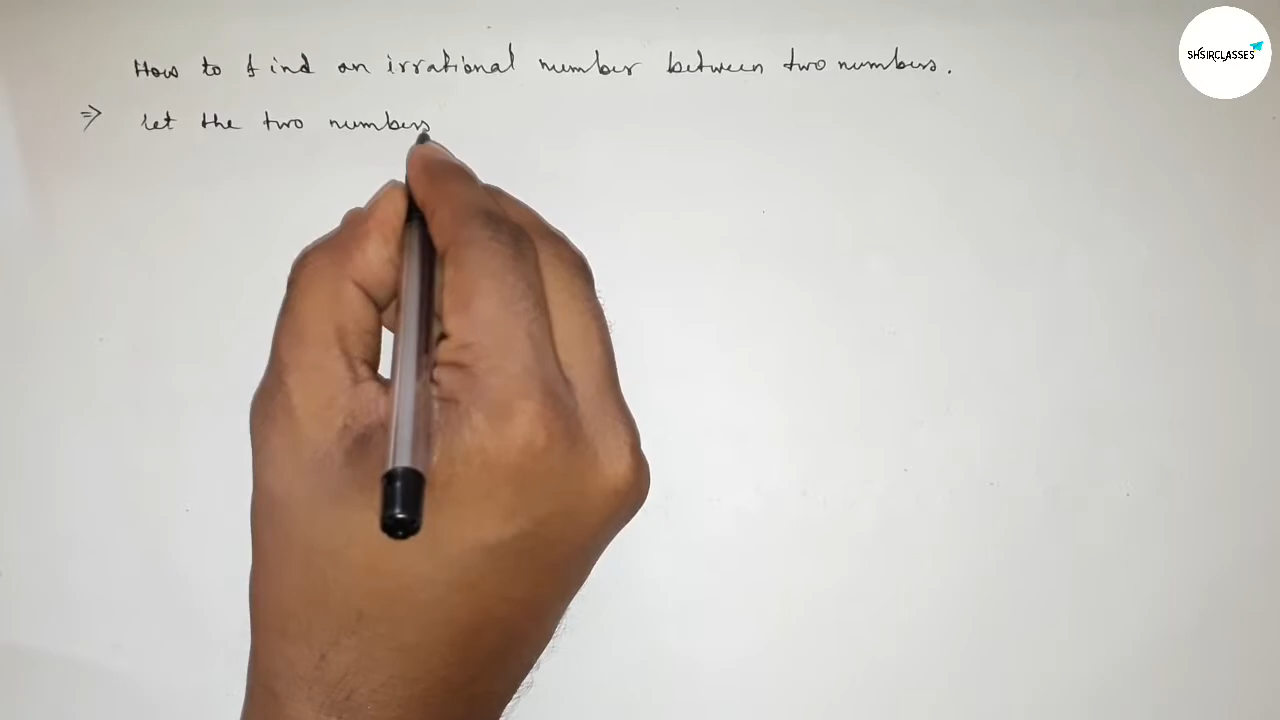 How to find an irrational number between two numbers.
⇒ let the two numbers
SHSIRCLASSES